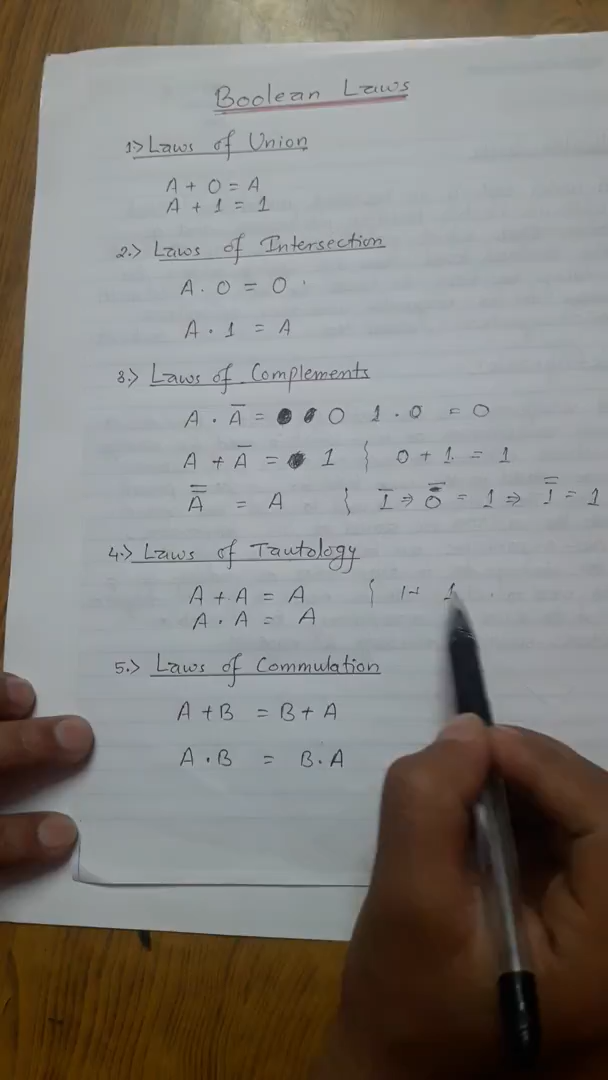 Boolean Laws
1.> Laws of Union
A + 0 = A
A + 1 = 1
2.> Laws of Intersection
A . 0 = 0
A . 1 = A
3.> Laws of Complements
A . A̅ = 0 1 . 0 = 0
A + A̅ = 1 { 0 + 1 = 1
A̿ = A { 1̅ ⇒ 0̅ = 1 ⇒ 1̿ = 1
4.> Laws of Tautology
A + A = A { 1+ 1
A . A = A
5.> Laws of Commulation
A + B = B + A
A . B = B . A